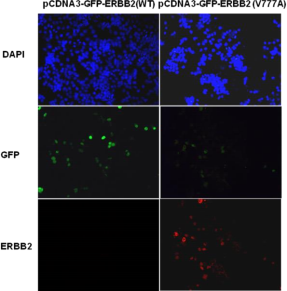 pCDNA3-GFP-ERBB2(WT) pCDNA3-GFP-ERBB2 (V777A)
DAPI
GFP
ERBB2